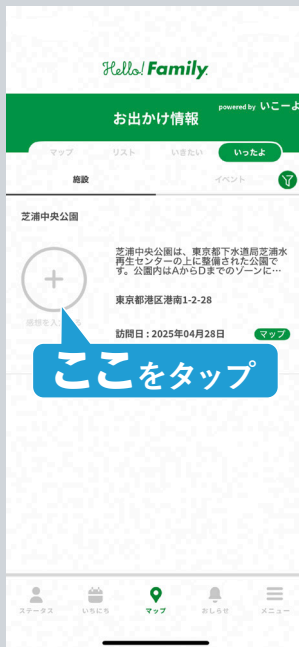 Hello! Family.
powered by いこーよ
お出かけ情報
マップ
リスト
いきたい
いったよ
施設
イベント
芝浦中央公園
芝浦中央公園は、東京都下水道局芝浦水
再生センターの上に整備された公園で
す。公園内はAからDまでのゾーンに…
東京都港区港南1-2-28
訪問日 : 2025年04月28日
マップ
ここをタップ
ステータス
いちにち
マップ
おしらせ
メニュー